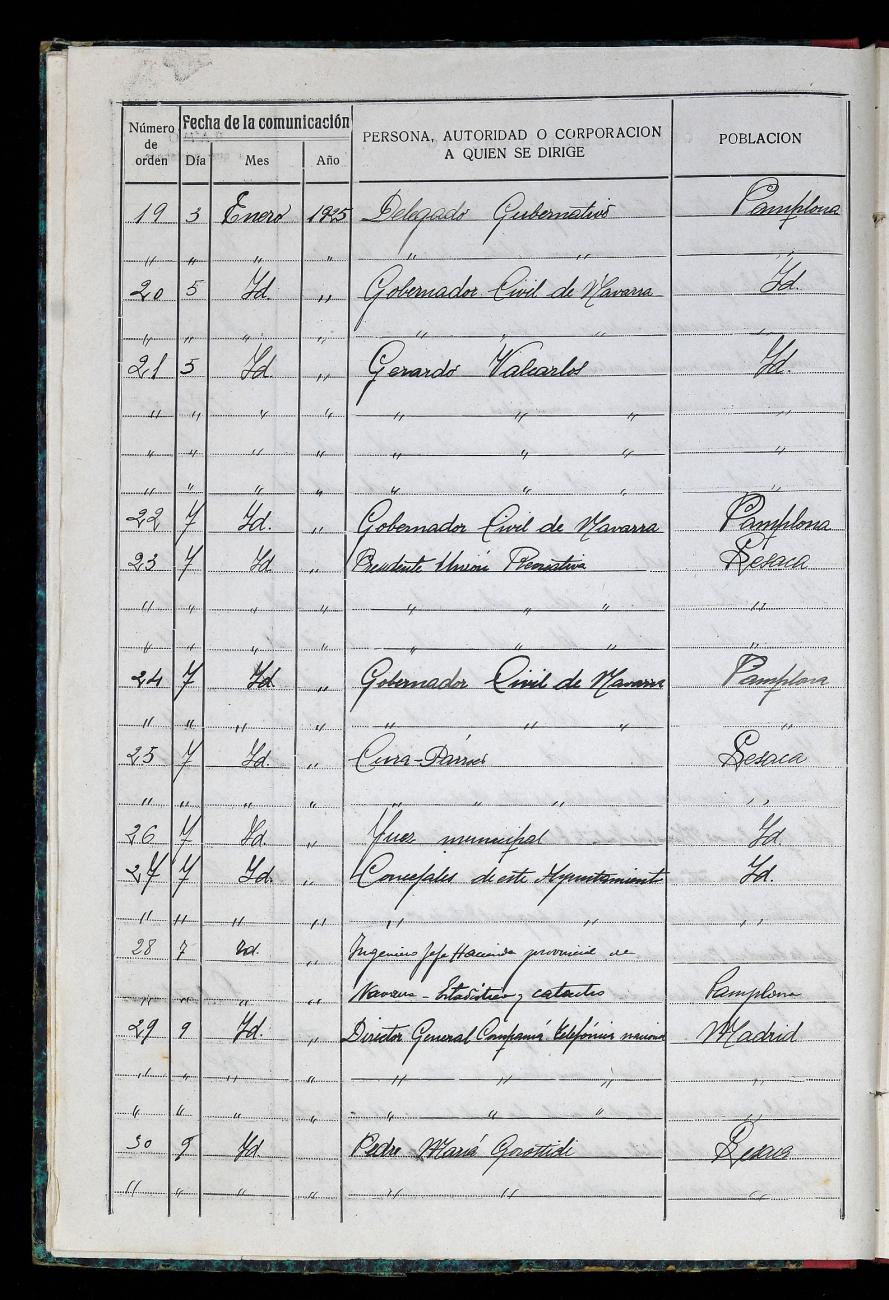 Número de orden | Fecha de la comunicación | PERSONA, AUTORIDAD O CORPORACION A QUIEN SE DIRIGE | POBLACION
Día | Mes | Año
19 3 Enero 1925 Delegado Gubernativo Pamplona
" " " " " " "
20 5 Id. " Gobernador Civil de Navarra Id.
" " " " " " " "
21 5 Id. " Gerardo Valcarlos Id.
" " " " " " " "
" " " " " " " "
" " " " " " " "
22 7 Id. " Gobernador Civil de Navarra Pamplona
23 7 Id " Presidente Unión Recreativa Lesaca
" " " " " " " "
" " " " " " " "
24 7 Id " Gobernador Civil de Navarra Pamplona
" " " " " " " "
25 7 Id. " Cura-Párroco Lesaca
" " " " " " " "
26 7 Id. " Juez municipal Id.
27 7 Id. " Concejales de este Ayuntamiento Id.
" " " " " " "
28 7 Id. " Ingeniero Jefe Hacienda provincial de
" " " " Navarra - Estadística y catastro Pamplona
29 9 Id. " Director General Compañía Telefónica nacional Madrid
" " " " " " " "
" " " " " " " "
30 9 Id Pedro María Gorostidi Lesaca
" " " " " " "